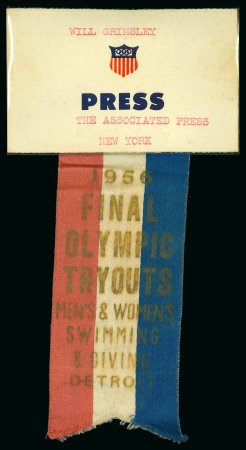 WILL GRIMSLEY
PRESS
THE ASSOCIATED PRESS
NEW YORK
1956
FINAL
OLYMPIC
TRYOUTS
MEN'S & WOMEN'S
SWIMMING
& DIVING
DETROIT